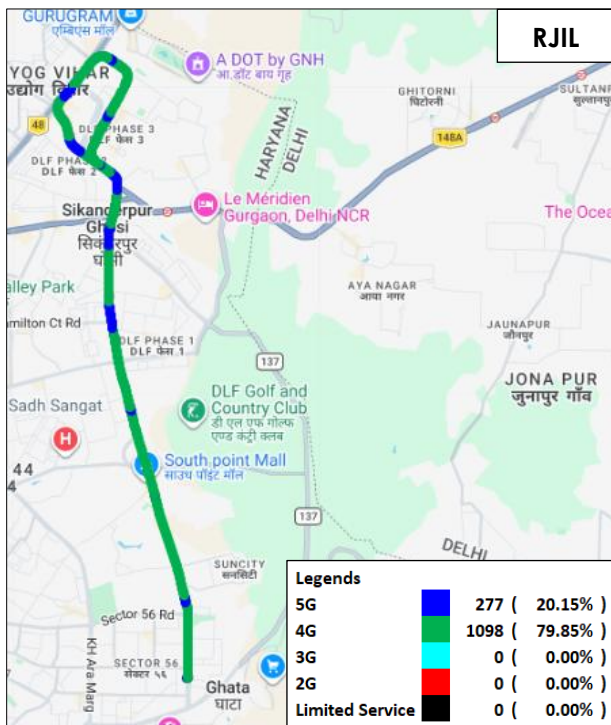 RJIL
GURUGRAM
एम्बिएंस मॉल
A DOT by GNH
आ.डॉट बाय गृह
YOG VIHAR
उद्योग विहार
GHITORNI
घिटोरनी
SULTANP
सुल्तानपु
48
148A
DLF PHASE 3
DLF फेस 3
HARYANA
DELHI
DLF PHASE 2
DLF फेस 2
Le Méridien
Gurgaon, Delhi NCR
Sikanderpur
Ghosi
सिकंदरपुर
घोसी
The Ocea
alley Park
AYA NAGAR
आया नगर
milton Ct Rd
JAUNAPUR
जौनपुर
DLF PHASE 1
DLF फेस 1
137
JONA PUR
जुनापुर गाँव
DLF Golf and
Country Club
डी एल एफ गोल्फ
एण्ड कंट्री क्लब
Sadh Sangat
H
44
4
South point Mall
साउथ पॉइंट मॉल
137
DELHI
SUNCITY
सनसिटी
Sector 56 Rd
KH Ara Marg
SECTOR 56
सेक्टर ५६
Ghata
घाटा
Legends
5G 277 ( 20.15% )
4G 1098 ( 79.85% )
3G 0 ( 0.00% )
2G 0 ( 0.00% )
Limited Service 0 ( 0.00% )